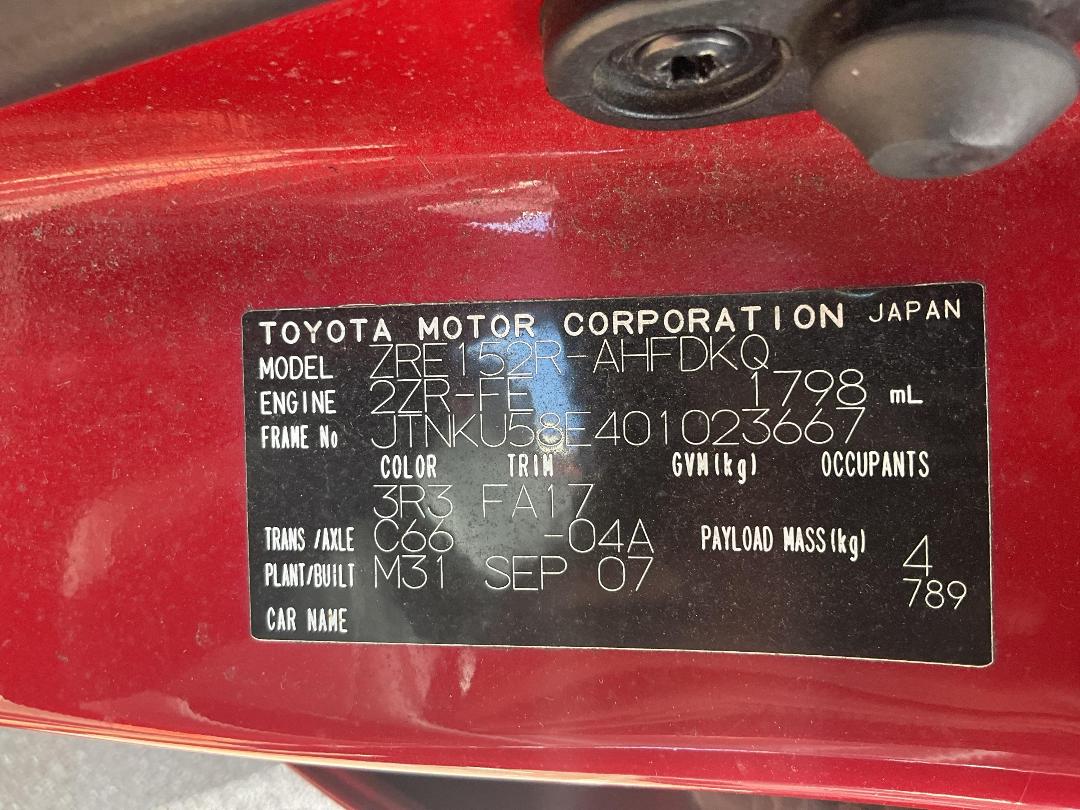 TOYOTA MOTOR CORPORATION JAPAN
MODEL ZRE152R-AHFDKQ
ENGINE 2ZR-FE 1798 mL
FRAME No JTNKU58E401023667
COLOR TRIM GVM(kg) OCCUPANTS
3R3 FA17
TRANS/AXLE C66 -04A PAYLOAD MASS(kg) 4
PLANT/BUILT M31 SEP 07 789
CAR NAME